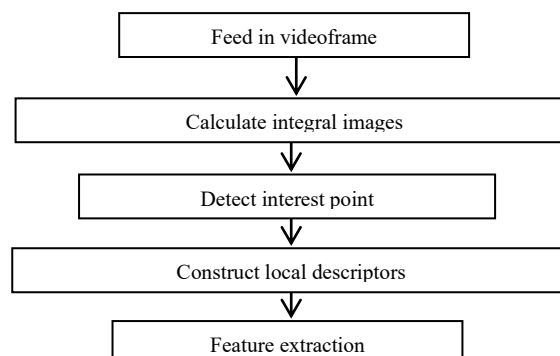 Feed in videoframe
Calculate integral images
Detect interest point
Construct local descriptors
Feature extraction